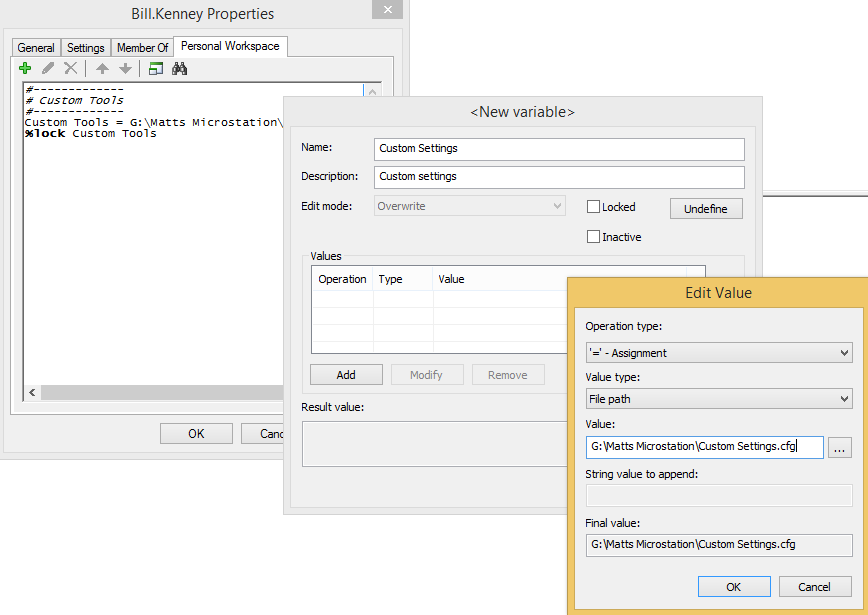 Bill.Kenney Properties
General
Settings
Member Of
Personal Workspace
#-------------
# Custom Tools
#-------------
Custom Tools = G:\Matts Microstation\
%lock Custom Tools
OK
Canc
<New variable>
Name:
Custom Settings
Description:
Custom settings
Edit mode:
Overwrite
Locked
Undefine
Inactive
Values
Operation
Type
Value
Add
Modify
Remove
Result value:
Edit Value
Operation type:
'=' - Assignment
Value type:
File path
Value:
G:\Matts Microstation\Custom Settings.cfg
...
String value to append:
Final value:
G:\Matts Microstation\Custom Settings.cfg
OK
Cancel